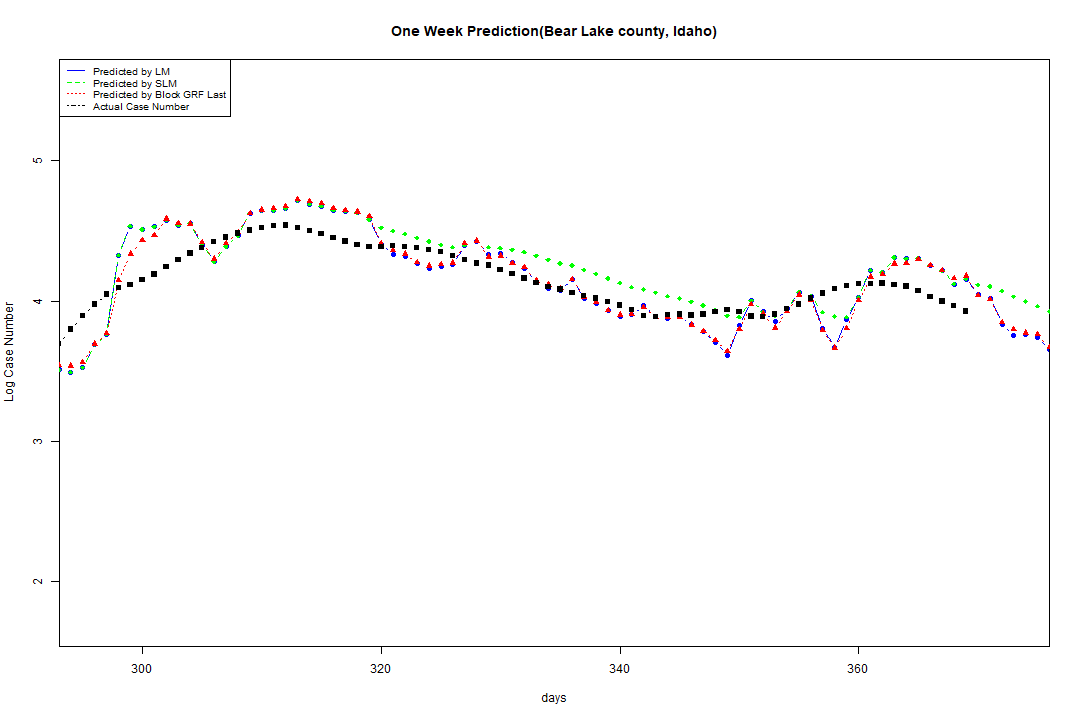 One Week Prediction(Bear Lake county, Idaho)
Predicted by LM
Predicted by SLM
Predicted by Block GRF Last
Actual Case Number
5
4
3
2
Log Case Number
300 320 340 360
days